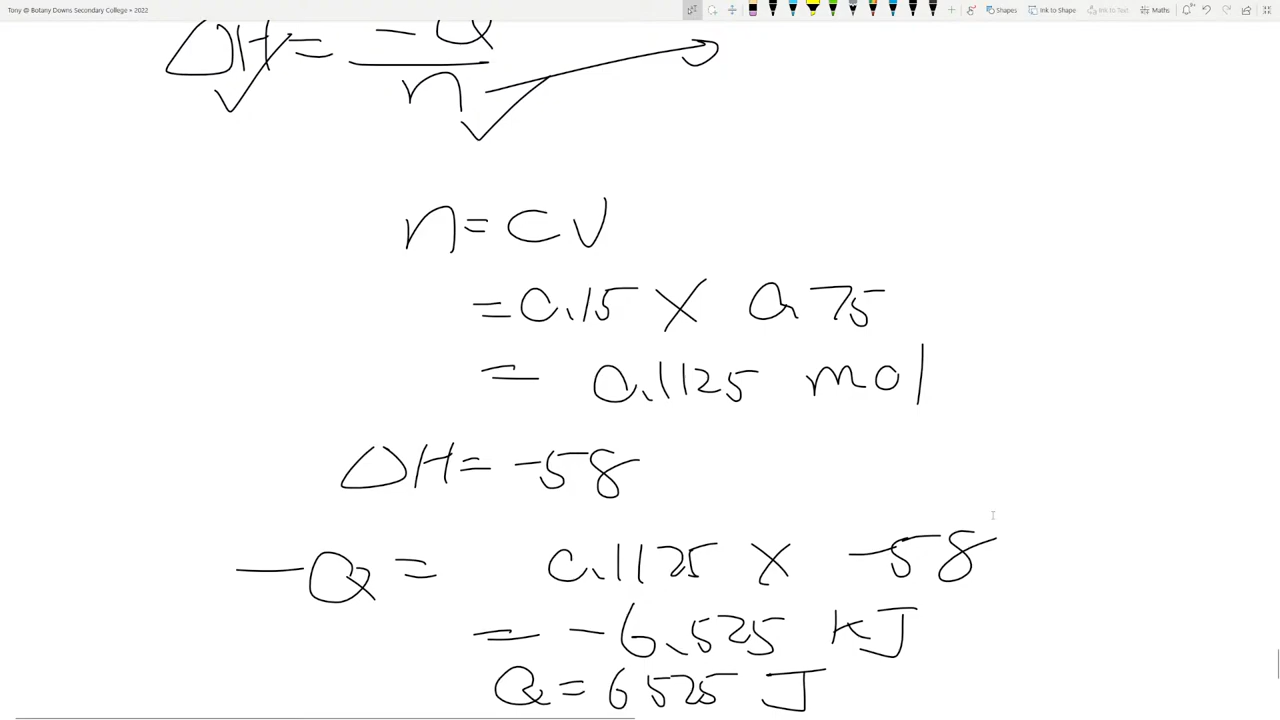 Tony @ Botany Downs Secondary College » 2022
Shapes Ink to Shape Ink to Text Maths
ΔH = -Q
n
n = CV
= 0.15 X 0.75
= 0.1125 mol
ΔH = -58
-Q = 0.1125 X -58
= -6.525 KJ
Q = 6525 J